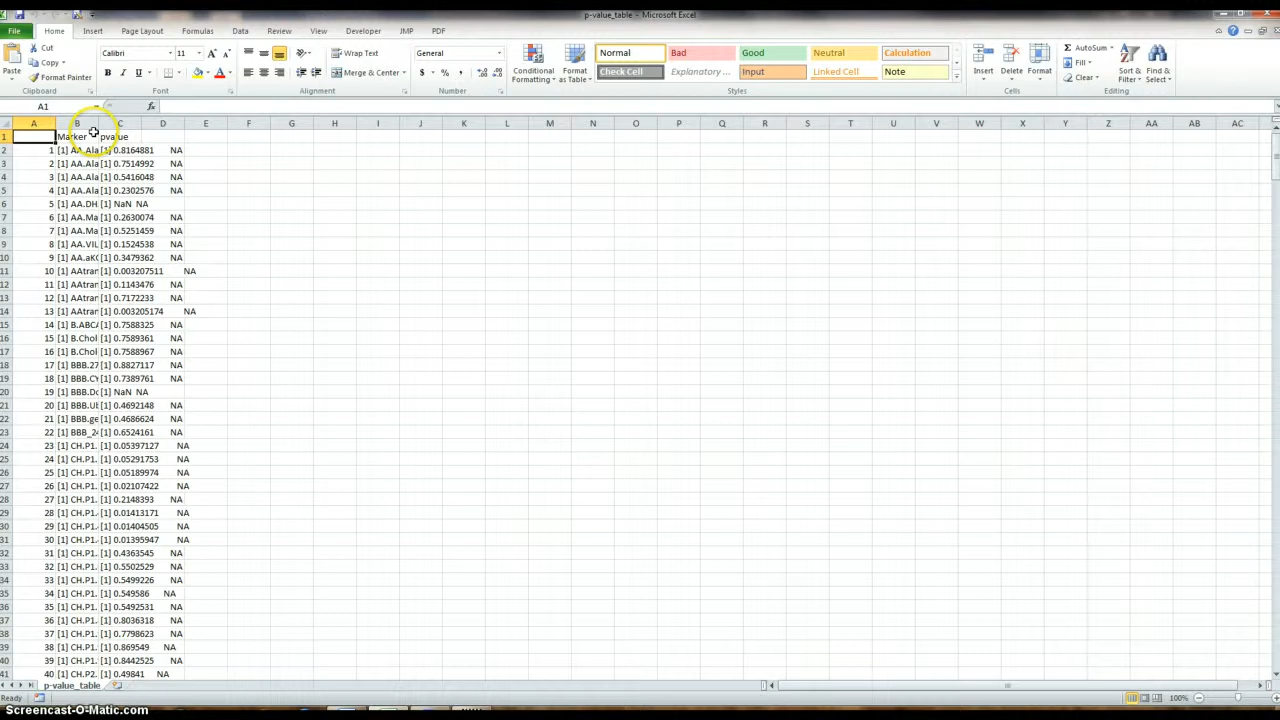 p-value_table - Microsoft Excel
File Home Insert Page Layout Formulas Data Review View Developer JMP PDF
Cut
Copy
Format Painter
Paste
Clipboard
Calibri 11
Font
Wrap Text
Merge & Center
Alignment
General
Number
Conditional Formatting
Format as Table
Normal Bad Good Neutral Calculation
Check Cell Explanatory ... Input Linked Cell Note
Styles
Insert Delete Format
Cells
AutoSum
Fill
Clear
Sort & Filter
Find & Select
Editing
A1 fx
A B C D E F G H I J K L M N O P Q R S T U V W X Y Z AA AB AC
1 Marker pvalue
2 1 [1] AA.Ala [1] 0.8164881 NA
3 2 [1] AA.Ala [1] 0.7514992 NA
4 3 [1] AA.Ala [1] 0.5416048 NA
5 4 [1] AA.Ala [1] 0.2302576 NA
6 5 [1] AA.DH [1] NaN NA
7 6 [1] AA.Ma [1] 0.2630074 NA
8 7 [1] AA.Ma [1] 0.5251459 NA
9 8 [1] AA.VIL [1] 0.1524538 NA
10 9 [1] AA.aKG [1] 0.3479362 NA
11 10 [1] AAtran [1] 0.003207511 NA
12 11 [1] AAtran [1] 0.1143476 NA
13 12 [1] AAtran [1] 0.7172233 NA
14 13 [1] AAtran [1] 0.003205174 NA
15 14 [1] B.ABCA [1] 0.7588325 NA
16 15 [1] B.Chol [1] 0.7589361 NA
17 16 [1] B.Chol [1] 0.7588967 NA
18 17 [1] BBB.27 [1] 0.8827117 NA
19 18 [1] BBB.CY [1] 0.7389761 NA
20 19 [1] BBB.Do [1] NaN NA
21 20 [1] BBB.Ub [1] 0.4692148 NA
22 21 [1] BBB.ge [1] 0.4686624 NA
23 22 [1] BBB_24 [1] 0.6524161 NA
24 23 [1] CH.P1. [1] 0.05397127 NA
25 24 [1] CH.P1. [1] 0.05291753 NA
26 25 [1] CH.P1. [1] 0.05189974 NA
27 26 [1] CH.P1. [1] 0.02107422 NA
28 27 [1] CH.P1. [1] 0.2148393 NA
29 28 [1] CH.P1. [1] 0.01413171 NA
30 29 [1] CH.P1. [1] 0.01404505 NA
31 30 [1] CH.P1. [1] 0.01395947 NA
32 31 [1] CH.P1. [1] 0.4363545 NA
33 32 [1] CH.P1. [1] 0.5502529 NA
34 33 [1] CH.P1. [1] 0.5499226 NA
35 34 [1] CH.P1. [1] 0.549586 NA
36 35 [1] CH.P1. [1] 0.5492531 NA
37 36 [1] CH.P1. [1] 0.8036318 NA
38 37 [1] CH.P1. [1] 0.7798623 NA
39 38 [1] CH.P1. [1] 0.869549 NA
40 39 [1] CH.P1. [1] 0.8442525 NA
41 40 [1] CH.P2. [1] 0.49841 NA
p-value_table
Ready 100%
Screencast-O-Matic.com